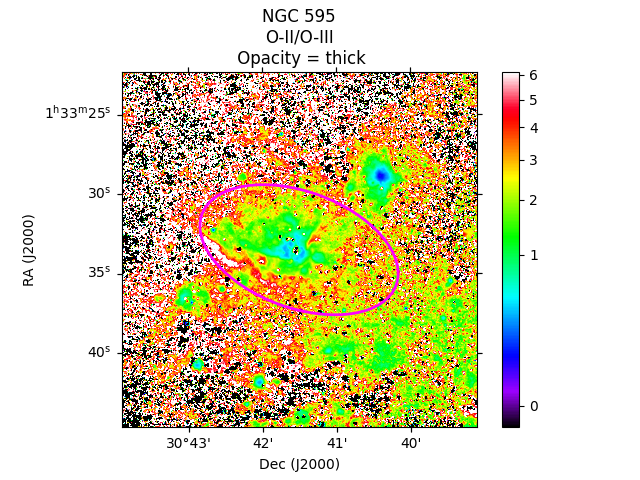 NGC 595
O-II/O-III
Opacity = thick
1ʰ33ᵐ25ˢ
30ˢ
35ˢ
40ˢ
RA (J2000)
30°43'
42'
41'
40'
Dec (J2000)
6
5
4
3
2
1
0